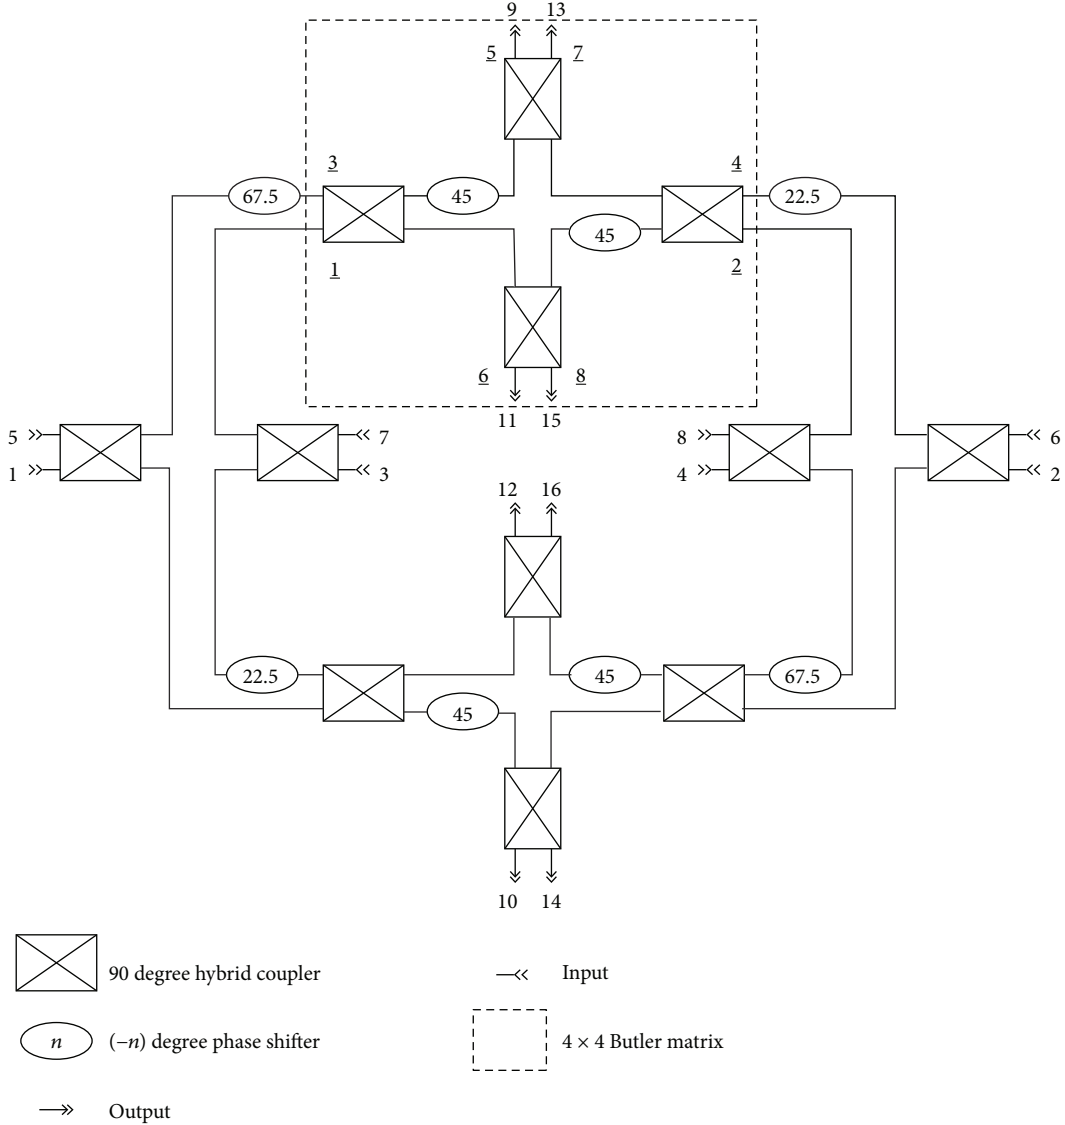 9 13
5 7
3 4
67.5 45 22.5
45
1 2
6 8
11 15
5 7 8 6
1 3 4 2
12 16
22.5 45 67.5
45
10 14
90 degree hybrid coupler
Input
n (−n) degree phase shifter
4 × 4 Butler matrix
Output